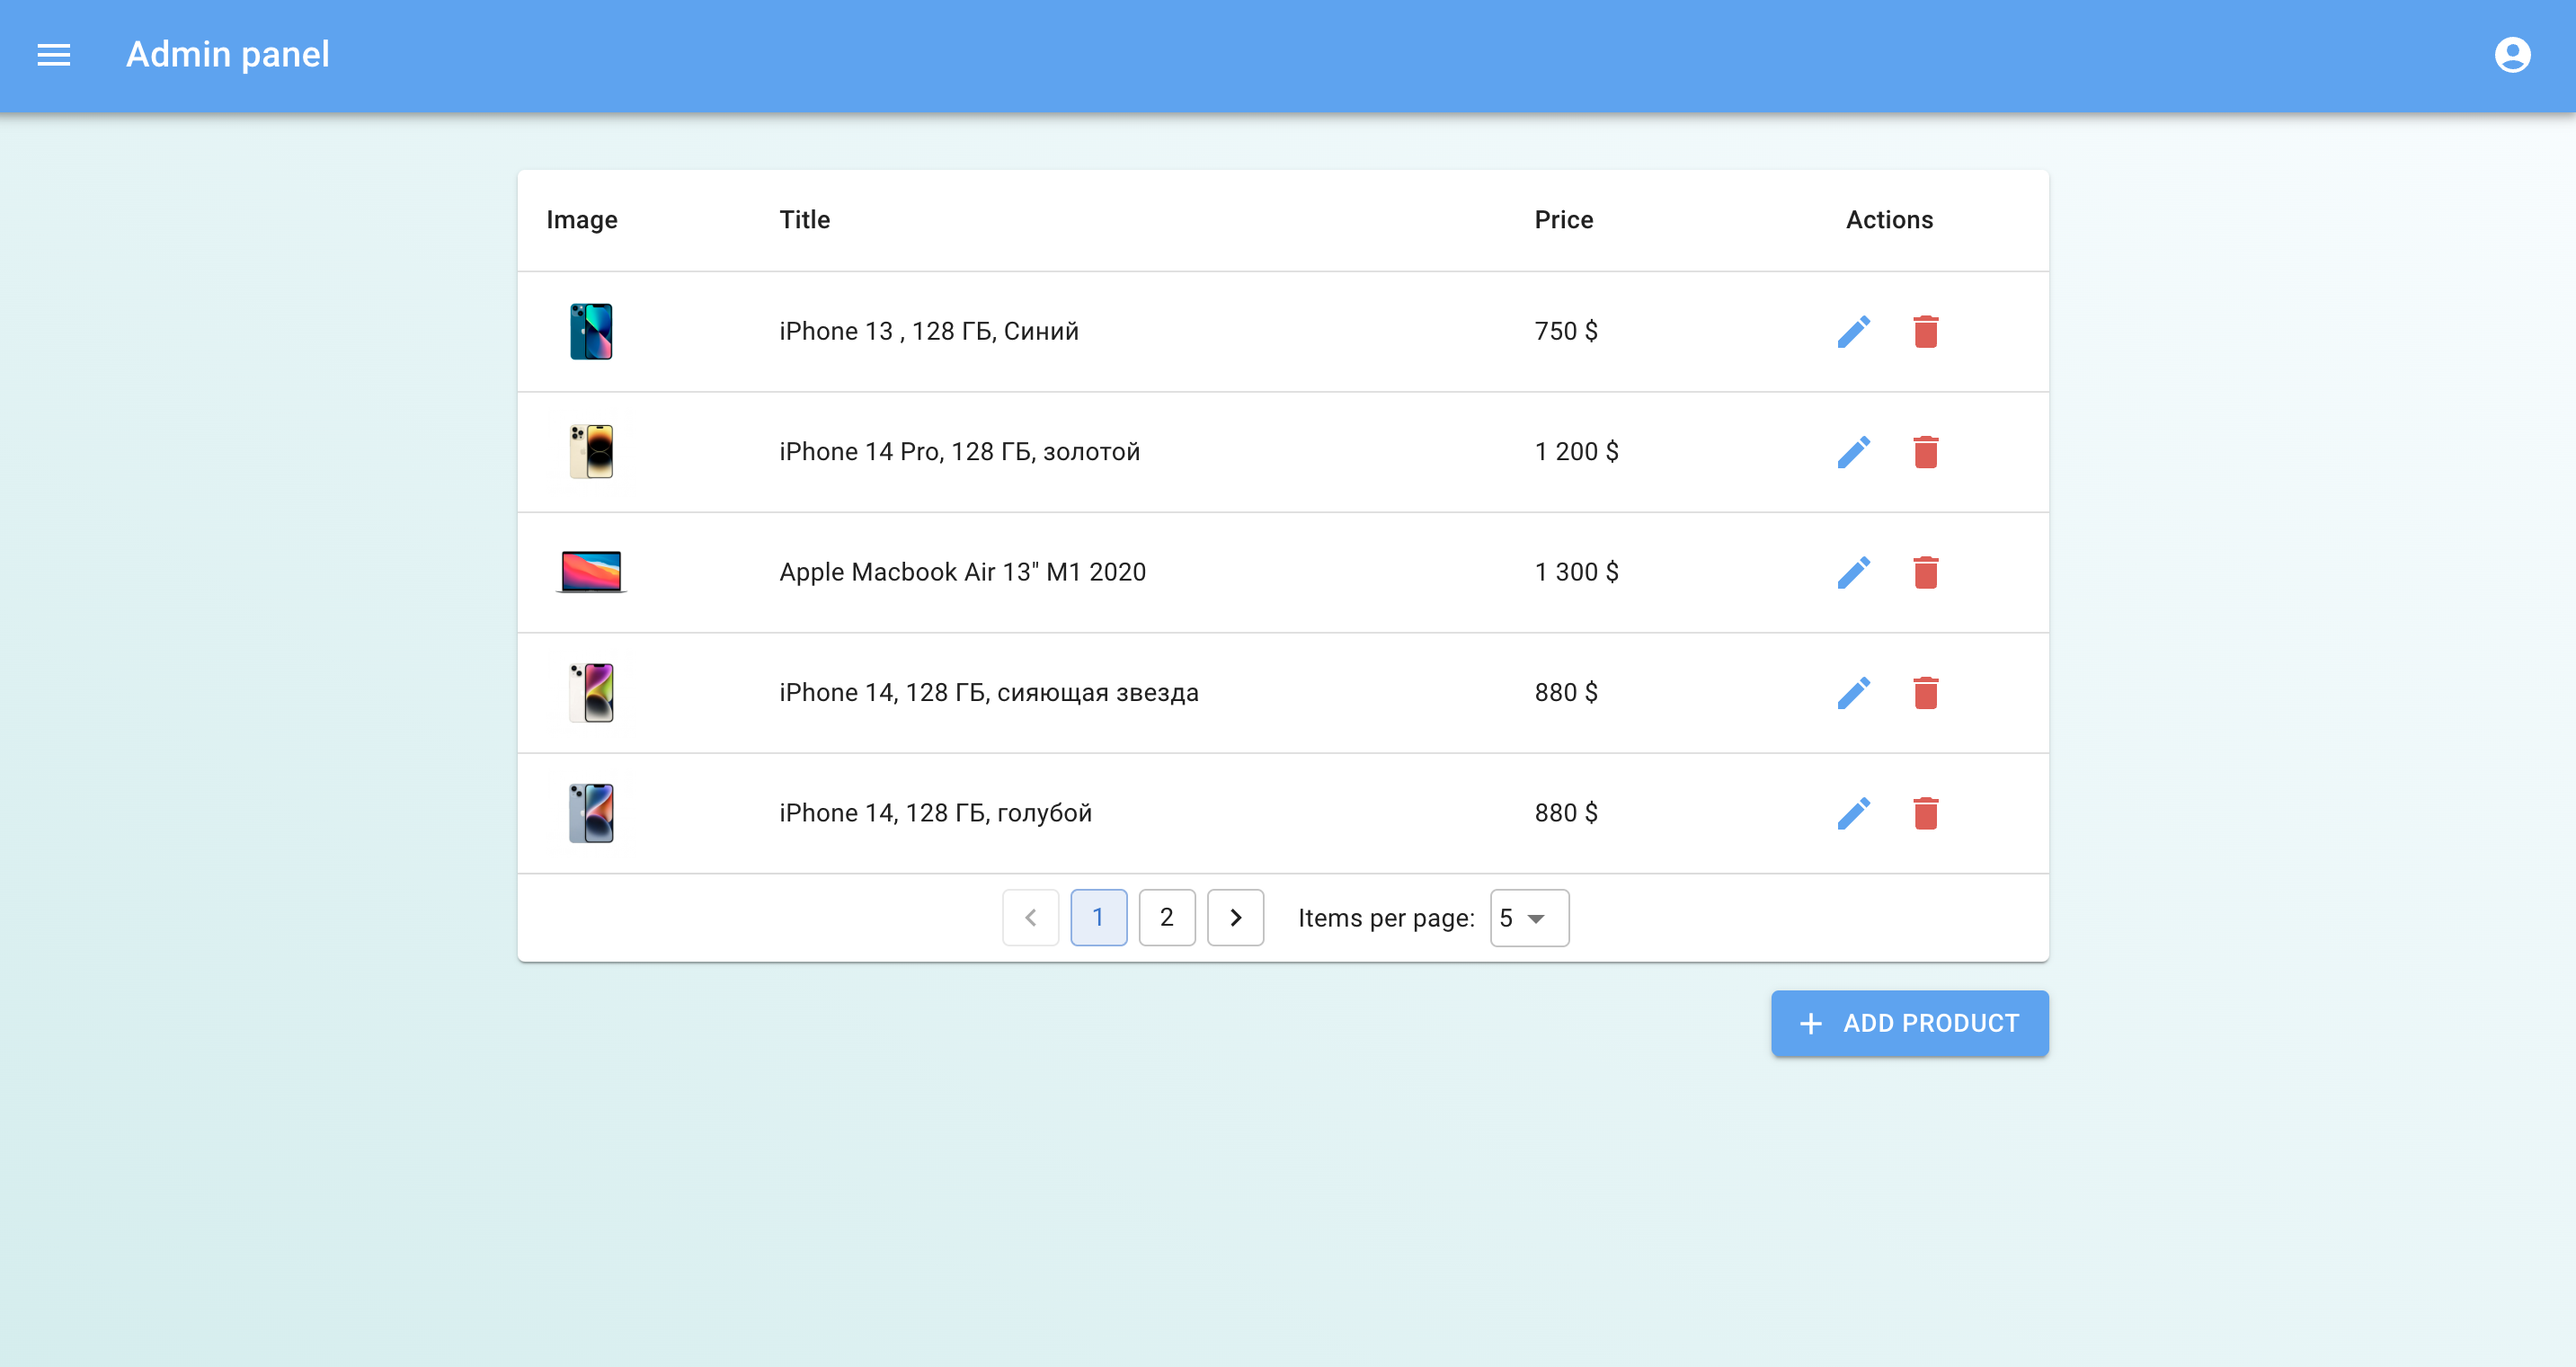 Admin panel
Image Title Price Actions
iPhone 13 , 128 ГБ, Синий 750 $
iPhone 14 Pro, 128 ГБ, золотой 1 200 $
Apple Macbook Air 13" M1 2020 1 300 $
iPhone 14, 128 ГБ, сияющая звезда 880 $
iPhone 14, 128 ГБ, голубой 880 $
1 2 Items per page: 5
ADD PRODUCT